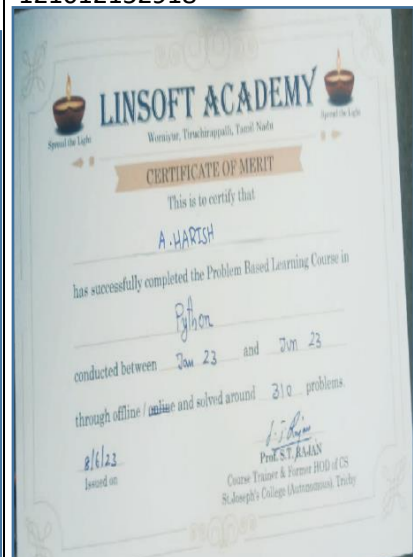 121012132918
LINSOFT ACADEMY
Spread the Light
Woraiyur, Tiruchirappalli, Tamil Nadu
Spread the Light
CERTIFICATE OF MERIT
This is to certify that
A. HARISH
has successfully completed the Problem Based Learning Course in
Python
conducted between Jan 23 and Jun 23
through offline / online and solved around 310 problems.
8/6/23
Issued on
Prof. S.T. RAJAN
Course Trainer & Former HOD of CS
St.Joseph's College (Autonomous), Trichy